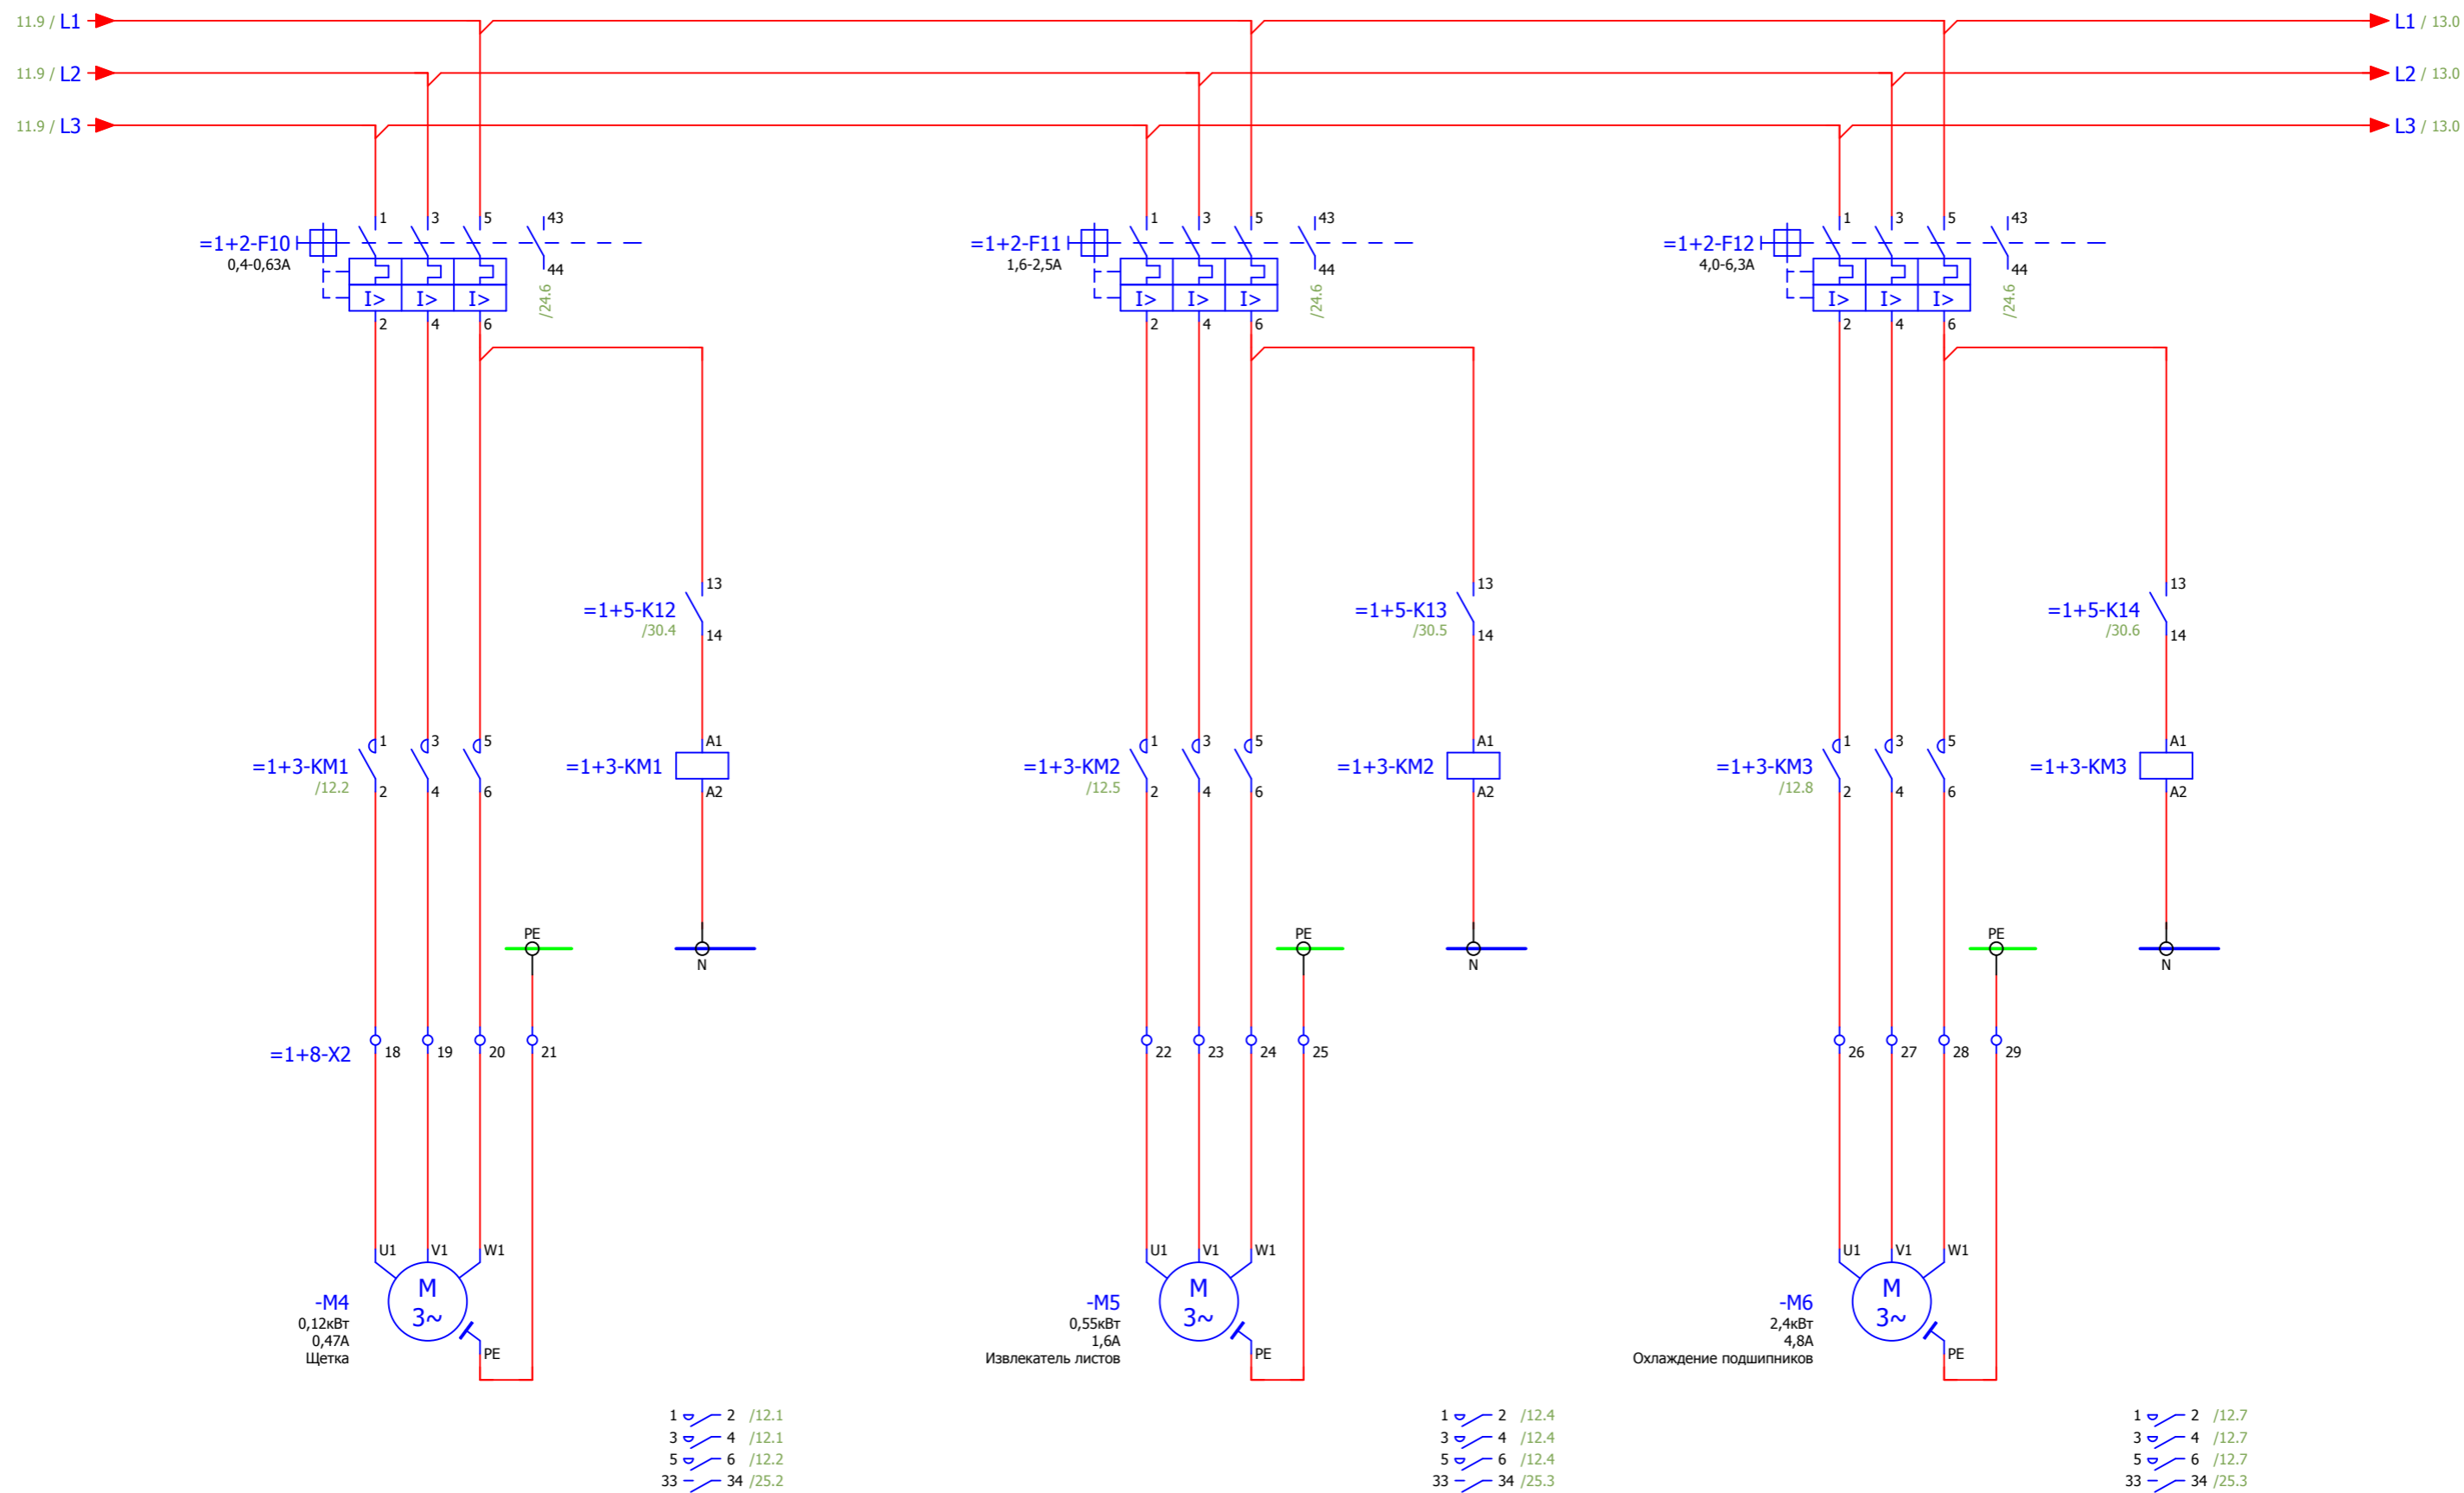 11.9 / L1 L1 / 13.0
11.9 / L2 L2 / 13.0
11.9 / L3 L3 / 13.0
1 3 5 43 1 3 5 43 1 3 5 43
=1+2-F10 =1+2-F11 =1+2-F12
0,4-0,63A 1,6-2,5A 4,0-6,3A
44 44 44
I> I> I> /24.6 I> I> I> /24.6 I> I> I> /24.6
2 4 6 2 4 6 2 4 6
13 13 13
=1+5-K12 =1+5-K13 =1+5-K14
/30.4 /30.5 /30.6
14 14 14
1 3 5 A1 1 3 5 A1 1 3 5 A1
=1+3-KM1 =1+3-KM1 =1+3-KM2 =1+3-KM2 =1+3-KM3 =1+3-KM3
/12.2 /12.5 /12.8
2 4 6 A2 2 4 6 A2 2 4 6 A2
PE PE PE
N N N
=1+8-X2 18 19 20 21 22 23 24 25 26 27 28 29
U1 V1 W1 U1 V1 W1 U1 V1 W1
M M M
-M4 3~ -M5 3~ -M6 3~
0,12кВт 0,55кВт 2,4кВт
0,47А 1,6А 4,8А
Щетка PE Извлекатель листов PE Охлаждение подшипников PE
1 2 /12.1 1 2 /12.4 1 2 /12.7
3 4 /12.1 3 4 /12.4 3 4 /12.7
5 6 /12.2 5 6 /12.4 5 6 /12.7
33 34 /25.2 33 34 /25.3 33 34 /25.3